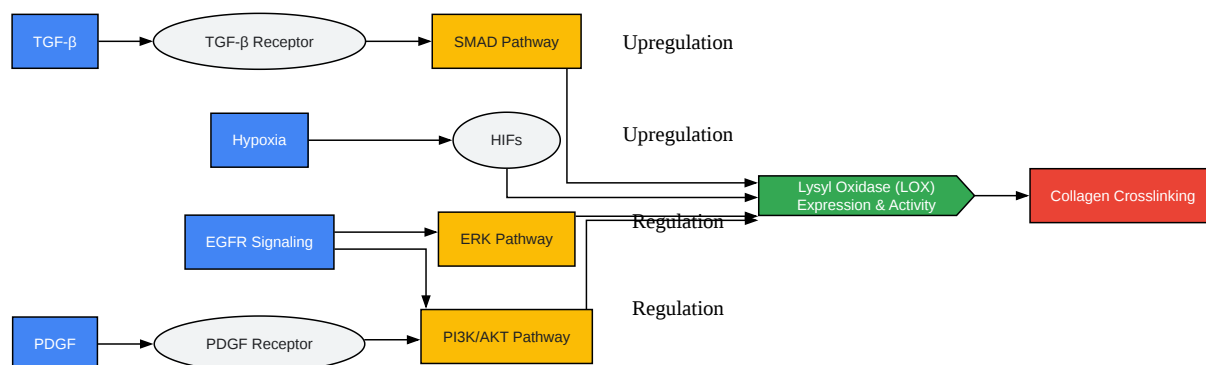 TGF-β
TGF-β Receptor
SMAD Pathway
Upregulation
Hypoxia
HIFs
Upregulation
Lysyl Oxidase (LOX)
Expression & Activity
Collagen Crosslinking
EGFR Signaling
ERK Pathway
Regulation
PDGF
PDGF Receptor
PI3K/AKT Pathway
Regulation